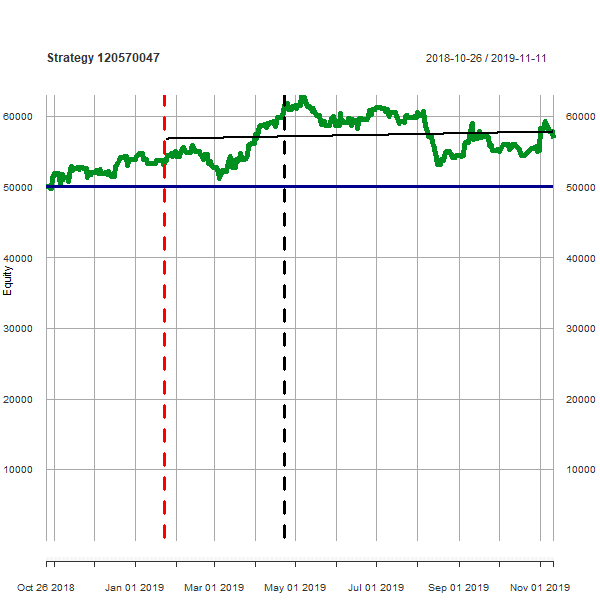 Strategy 120570047
2018-10-26 / 2019-11-11
60000
60000
50000
50000
40000
40000
Equity
30000
30000
20000
20000
10000
10000
Oct 26 2018
Jan 01 2019
Mar 01 2019
May 01 2019
Jul 01 2019
Sep 01 2019
Nov 01 2019